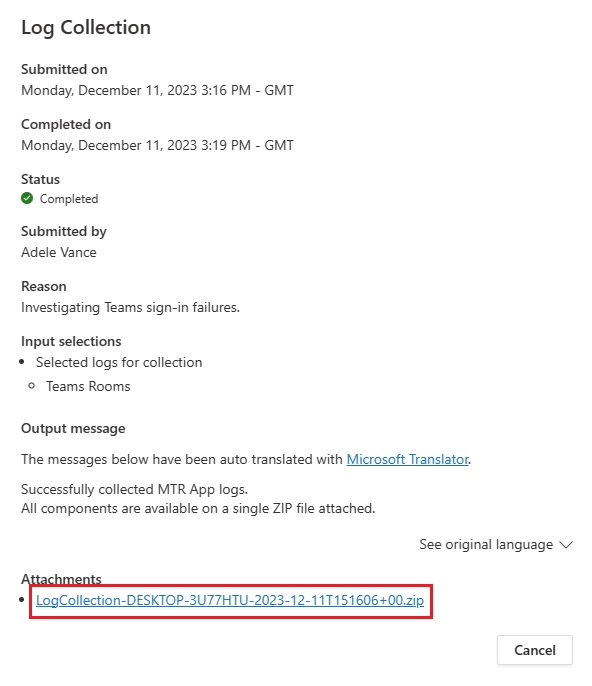 Log Collection
Submitted on
Monday, December 11, 2023 3:16 PM - GMT
Completed on
Monday, December 11, 2023 3:19 PM - GMT
Status
Completed
Submitted by
Adele Vance
Reason
Investigating Teams sign-in failures.
Input selections
Selected logs for collection
Teams Rooms
Output message
The messages below have been auto translated with Microsoft Translator.
Successfully collected MTR App logs.
All components are available on a single ZIP file attached.
See original language
Attachments
LogCollection-DESKTOP-3U77HTU-2023-12-11T151606+00.zip
Cancel